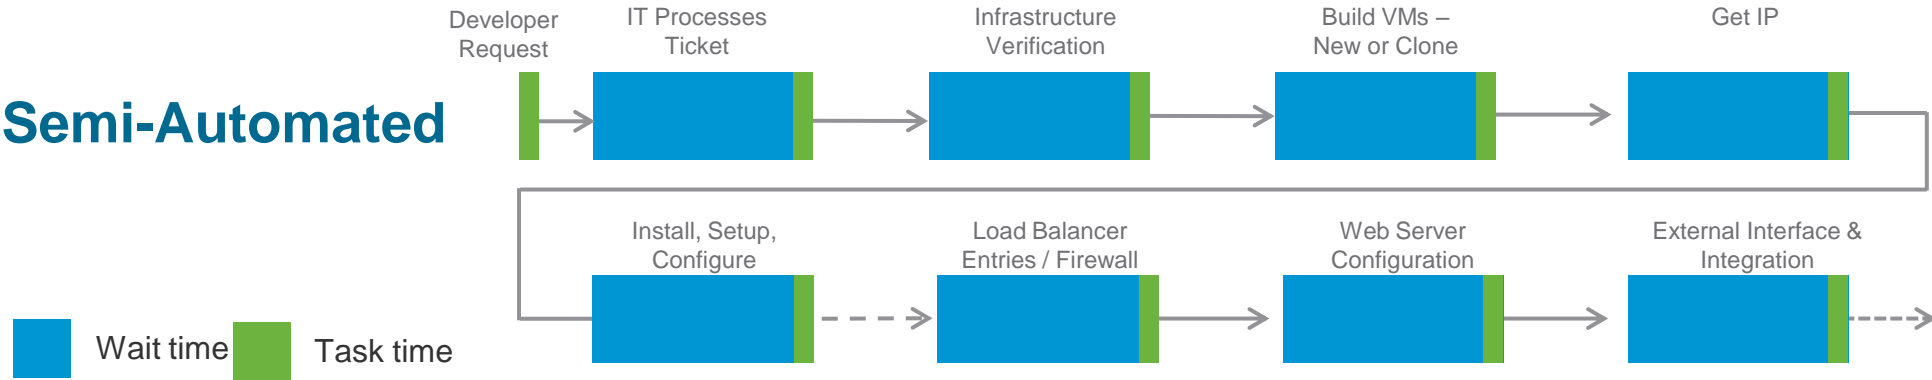 Developer
Request
IT Processes
Ticket
Infrastructure
Verification
Build VMs –
New or Clone
Get IP
Semi-Automated
Install, Setup,
Configure
Load Balancer
Entries / Firewall
Web Server
Configuration
External Interface &
Integration
Wait time
Task time